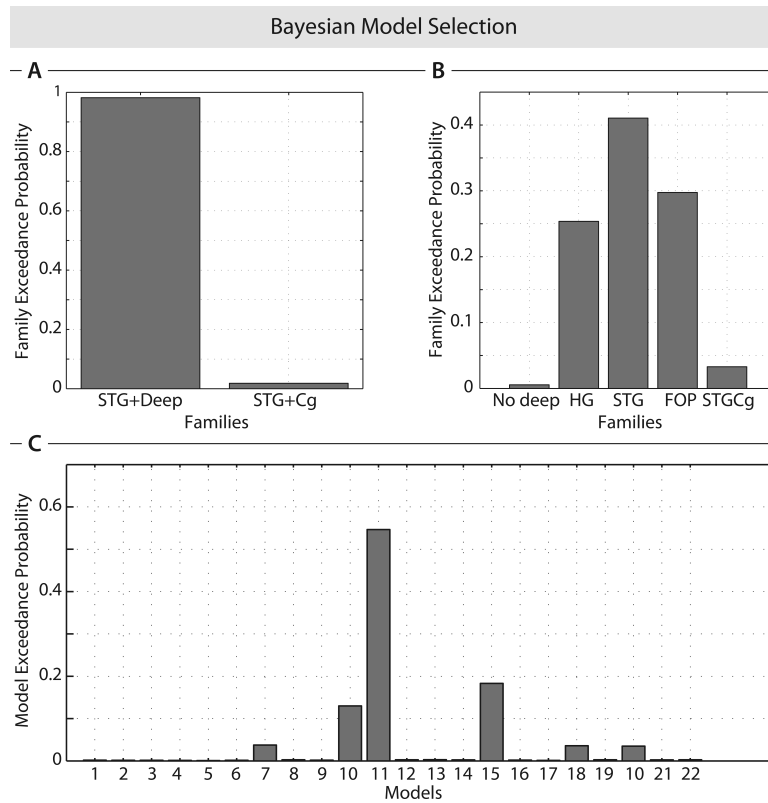 Bayesian Model Selection
A
B
Family Exceedance Probability
1
0.8
0.6
0.4
0.2
0
STG+Deep STG+Cg
Families
Family Exceedance Probability
0.4
0.3
0.2
0.1
0
No deep HG STG FOP STGCg
Families
C
Model Exceedance Probability
0.6
0.4
0.2
0
1 2 3 4 5 6 7 8 9 10 11 12 13 14 15 16 17 18 19 10 21 22
Models